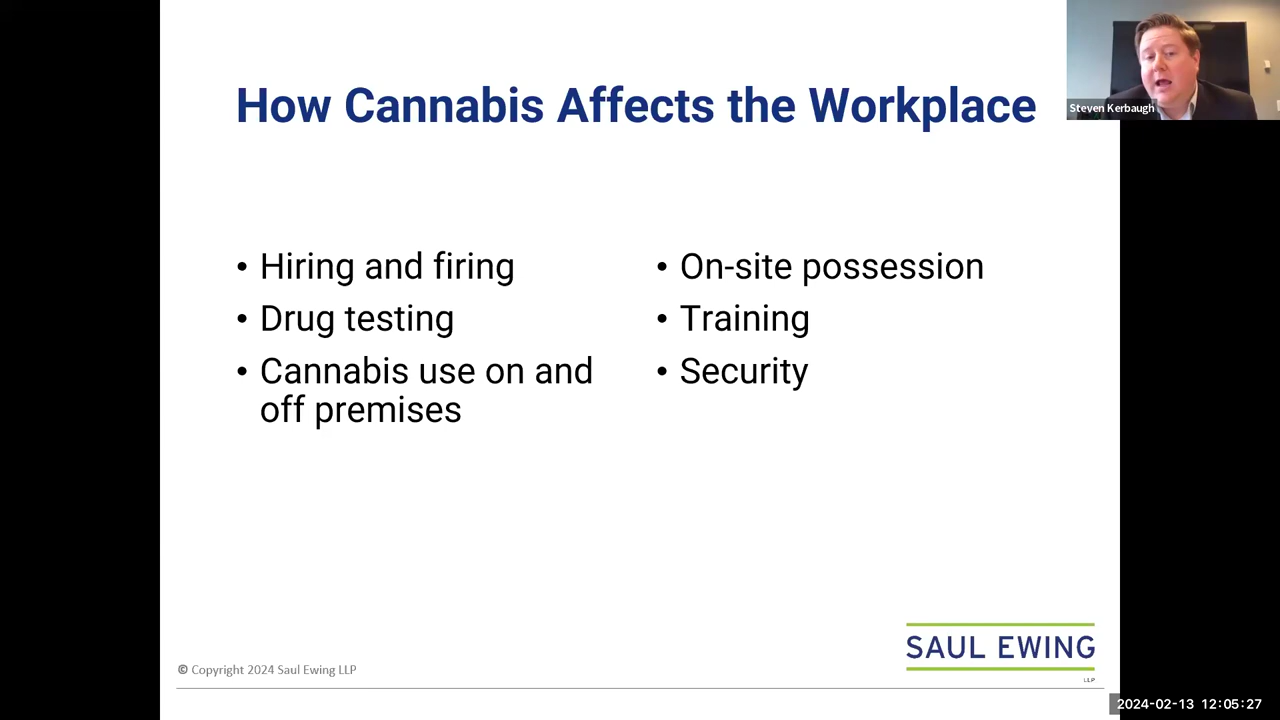 How Cannabis Affects the Workplace
Steven Kerbaugh
• Hiring and firing
• Drug testing
• Cannabis use on and
off premises
• On-site possession
• Training
• Security
© Copyright 2024 Saul Ewing LLP
SAUL EWING
LLP
2024-02-13 12:05:27